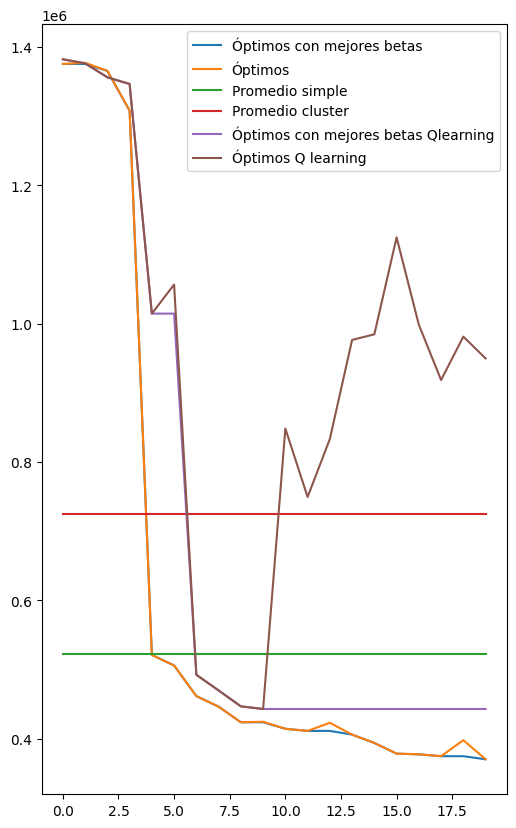 1e6
Óptimos con mejores betas
Óptimos
Promedio simple
Promedio cluster
Óptimos con mejores betas Qlearning
Óptimos Q learning
1.4
1.2
1.0
0.8
0.6
0.4
0.0 2.5 5.0 7.5 10.0 12.5 15.0 17.5